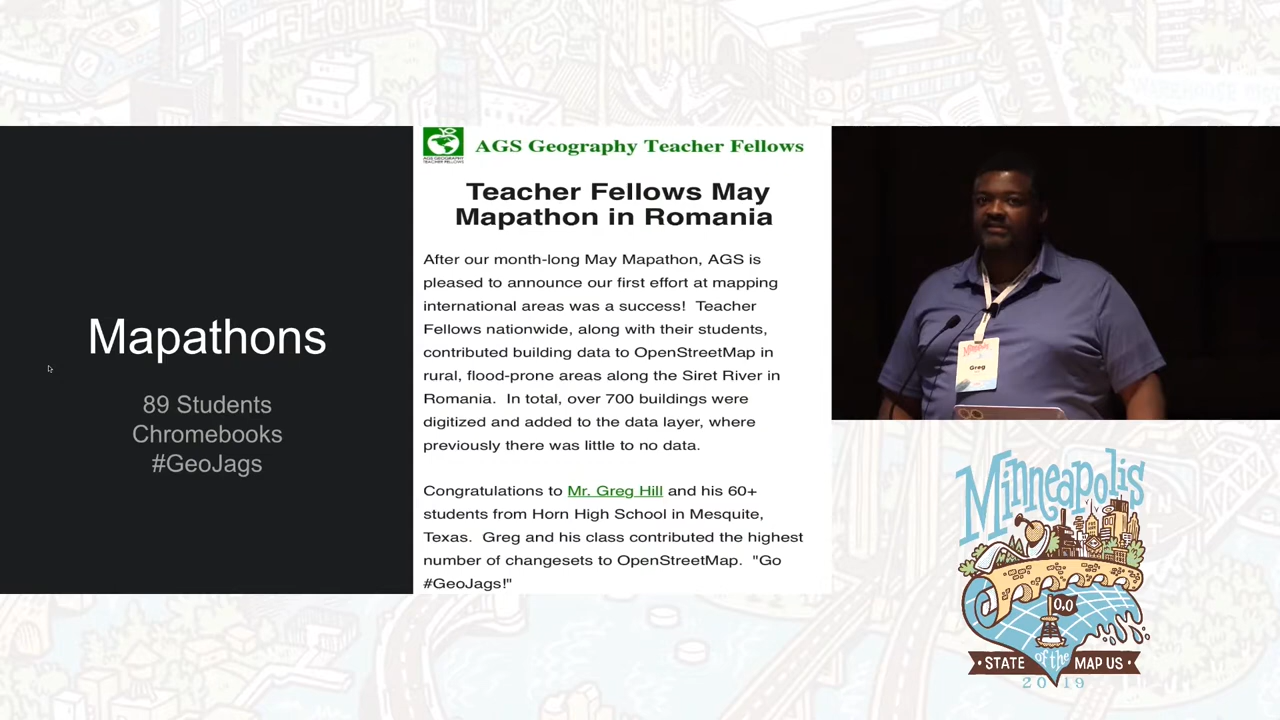 Mapathons
89 Students
Chromebooks
#GeoJags
AGS Geography Teacher Fellows
Teacher Fellows May
Mapathon in Romania
After our month-long May Mapathon, AGS is
pleased to announce our first effort at mapping
international areas was a success!  Teacher
Fellows nationwide, along with their students,
contributed building data to OpenStreetMap in
rural, flood-prone areas along the Siret River in
Romania.  In total, over 700 buildings were
digitized and added to the data layer, where
previously there was little to no data.
Congratulations to Mr. Greg Hill and his 60+
students from Horn High School in Mesquite,
Texas.  Greg and his class contributed the highest
number of changesets to OpenStreetMap.  "Go
#GeoJags!"
Greg
Minneapolis
0,0
STATE of the MAP US
2019
FLOUR
CITY
HENNEPIN